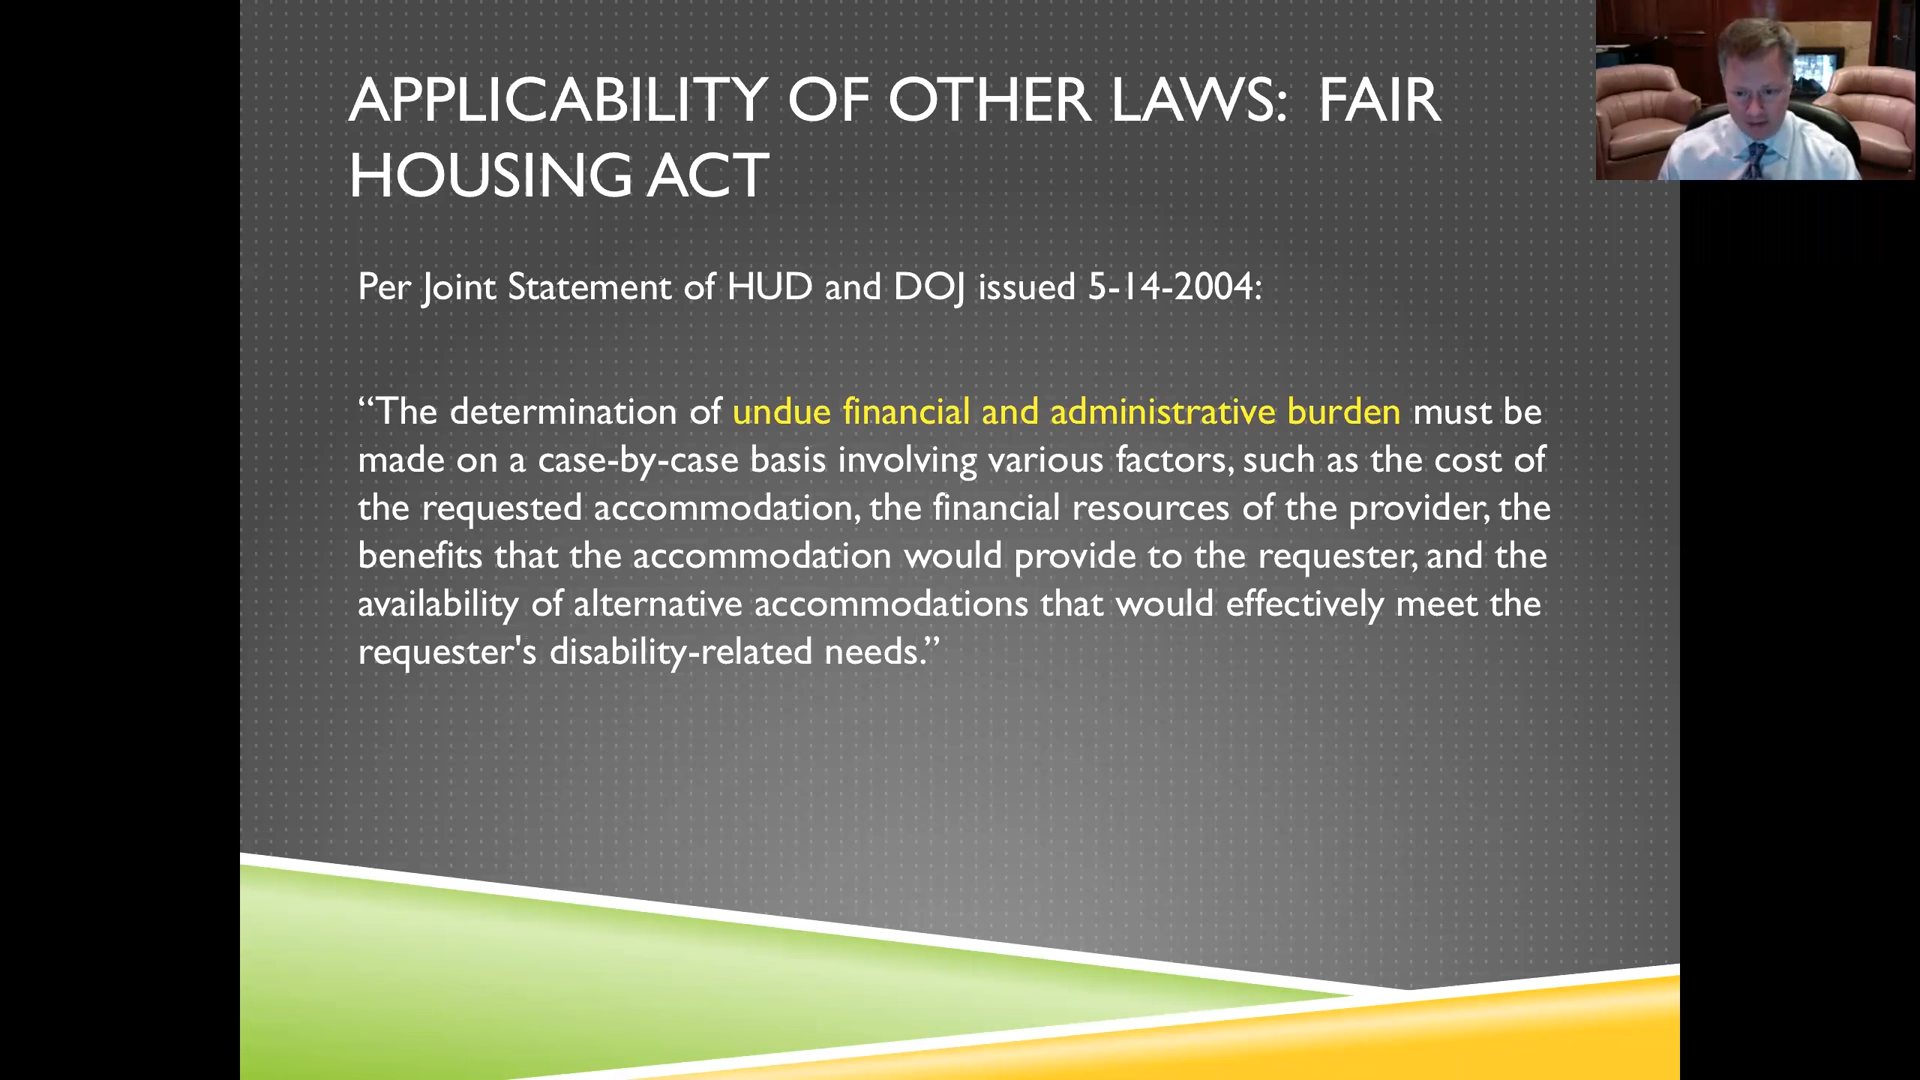 APPLICABILITY OF OTHER LAWS:  FAIR
HOUSING ACT
Per Joint Statement of HUD and DOJ issued 5-14-2004:
“The determination of undue financial and administrative burden must be
made on a case-by-case basis involving various factors, such as the cost of
the requested accommodation, the financial resources of the provider, the
benefits that the accommodation would provide to the requester, and the
availability of alternative accommodations that would effectively meet the
requester's disability-related needs.”